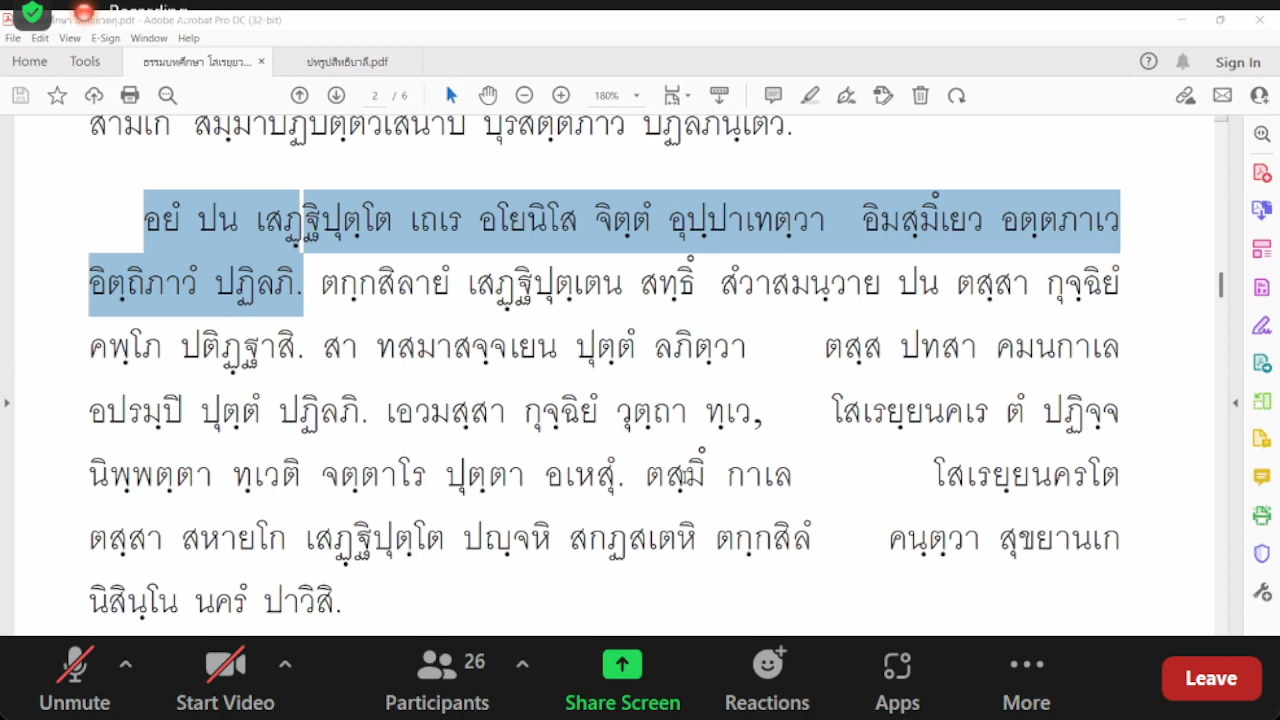 Recording
.pdf - Adobe Acrobat Pro DC (32-bit)
File Edit View E-Sign Window Help
Home Tools ธรรมบทศึกษา โสเรยฺยว... × ปทรูปสิทธิบาลี.pdf Sign In
2 / 6 180%
สามิเก สมฺมาปฏิปตฺติวเสนาปิ ปุริสตฺตภาวํ ปฏิลภนฺเตว.
อยํ ปน เสฏฺฐิปุตฺโต เถเร อโยนิโส จิตฺตํ อุปฺปาเทตฺวา อิมสฺมิํเยว อตฺตภาเว
อิตฺถิภาวํ ปฏิลภิ. ตกฺกสิลายํ เสฏฺฐิปุตฺเตน สทฺธิํ สํวาสมนฺวาย ปน ตสฺสา กุจฺฉิยํ
คพฺโภ ปติฏฺฐาสิ. สา ทสมาสจฺจเยน ปุตฺตํ ลภิตฺวา ตสฺส ปทสา คมนกาเล
อปรมฺปิ ปุตฺตํ ปฏิลภิ. เอวมสฺสา กุจฺฉิยํ วุตฺถา ทฺเว, โสเรยฺยนคเร ตํ ปฏิจฺจ
นิพฺพตฺตา ทฺเวติ จตฺตาโร ปุตฺตา อเหสุํ. ตสฺมิํ กาเล โสเรยฺยนครโต
ตสฺสา สหายโก เสฏฺฐิปุตฺโต ปญฺจหิ สกฏสเตหิ ตกฺกสิลํ คนฺตฺวา สุขยานเก
นิสินฺโน นครํ ปาวิสิ.
Unmute Start Video Participants 26 Share Screen Reactions Apps More Leave